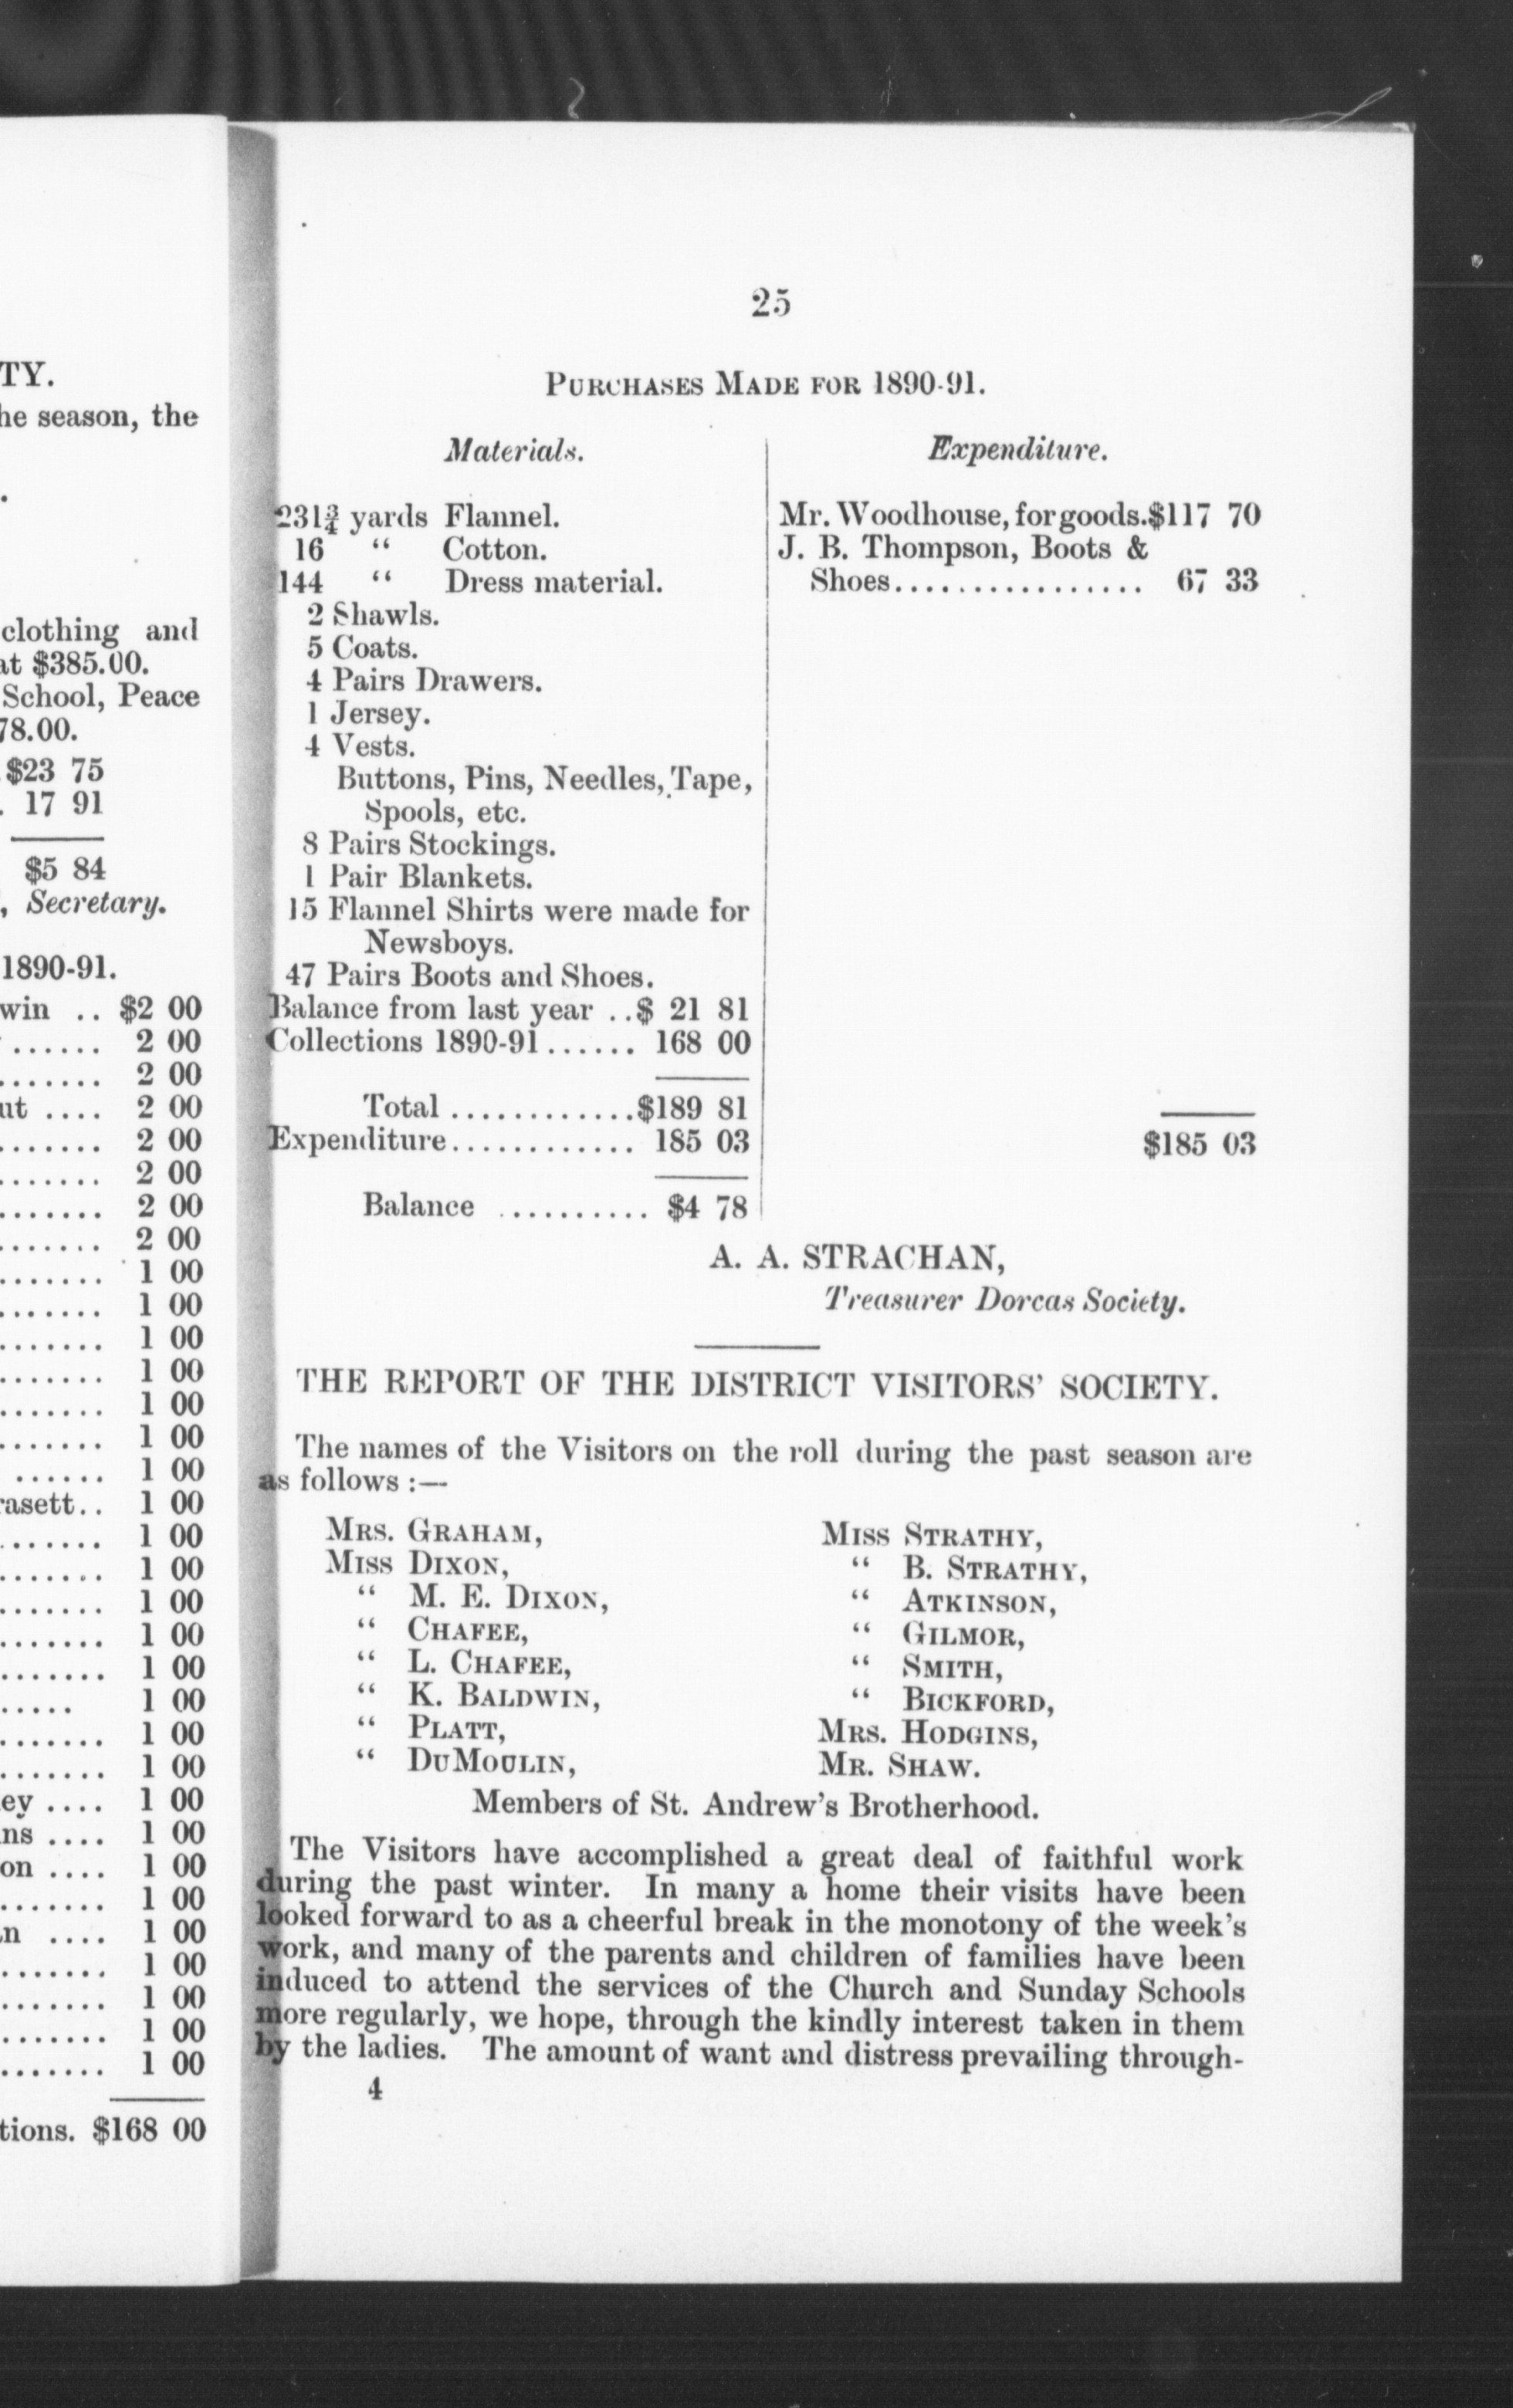 TY.
he season, the
.
clothing and
at $385.00.
School, Peace
78.00.
$23 75
. 17 91
$5 84
, Secretary.
1890-91.
win .. $2 00
...... 2 00
....... 2 00
ut .... 2 00
....... 2 00
....... 2 00
....... 2 00
....... 2 00
....... 1 00
....... 1 00
....... 1 00
....... 1 00
....... 1 00
....... 1 00
...... 1 00
rasett.. 1 00
....... 1 00
....... 1 00
....... 1 00
....... 1 00
....... 1 00
..... 1 00
....... 1 00
....... 1 00
ey .... 1 00
ns .... 1 00
on .... 1 00
....... 1 00
n .... 1 00
....... 1 00
....... 1 00
....... 1 00
....... 1 00
tions. $168 00
25
PURCHASES MADE FOR 1890-91.
Materials.
231¾ yards Flannel.
16 “ Cotton.
144 “ Dress material.
2 Shawls.
5 Coats.
4 Pairs Drawers.
1 Jersey.
4 Vests.
Buttons, Pins, Needles, Tape,
Spools, etc.
8 Pairs Stockings.
1 Pair Blankets.
15 Flannel Shirts were made for
Newsboys.
47 Pairs Boots and Shoes.
Balance from last year ..$ 21 81
Collections 1890-91...... 168 00
Total ............$189 81
Expenditure............ 185 03
Balance .......... $4 78
Expenditure.
Mr. Woodhouse, for goods.$117 70
J. B. Thompson, Boots &
Shoes................ 67 33
$185 03
A. A. STRACHAN,
Treasurer Dorcas Society.
THE REPORT OF THE DISTRICT VISITORS’ SOCIETY.
The names of the Visitors on the roll during the past season are
as follows :—
MRS. GRAHAM,
MISS DIXON,
“ M. E. DIXON,
“ CHAFEE,
“ L. CHAFEE,
“ K. BALDWIN,
“ PLATT,
“ DUMOULIN,
MISS STRATHY,
“ B. STRATHY,
“ ATKINSON,
“ GILMOR,
“ SMITH,
“ BICKFORD,
MRS. HODGINS,
MR. SHAW.
Members of St. Andrew’s Brotherhood.
The Visitors have accomplished a great deal of faithful work
during the past winter. In many a home their visits have been
looked forward to as a cheerful break in the monotony of the week’s
work, and many of the parents and children of families have been
induced to attend the services of the Church and Sunday Schools
more regularly, we hope, through the kindly interest taken in them
by the ladies. The amount of want and distress prevailing through-
4